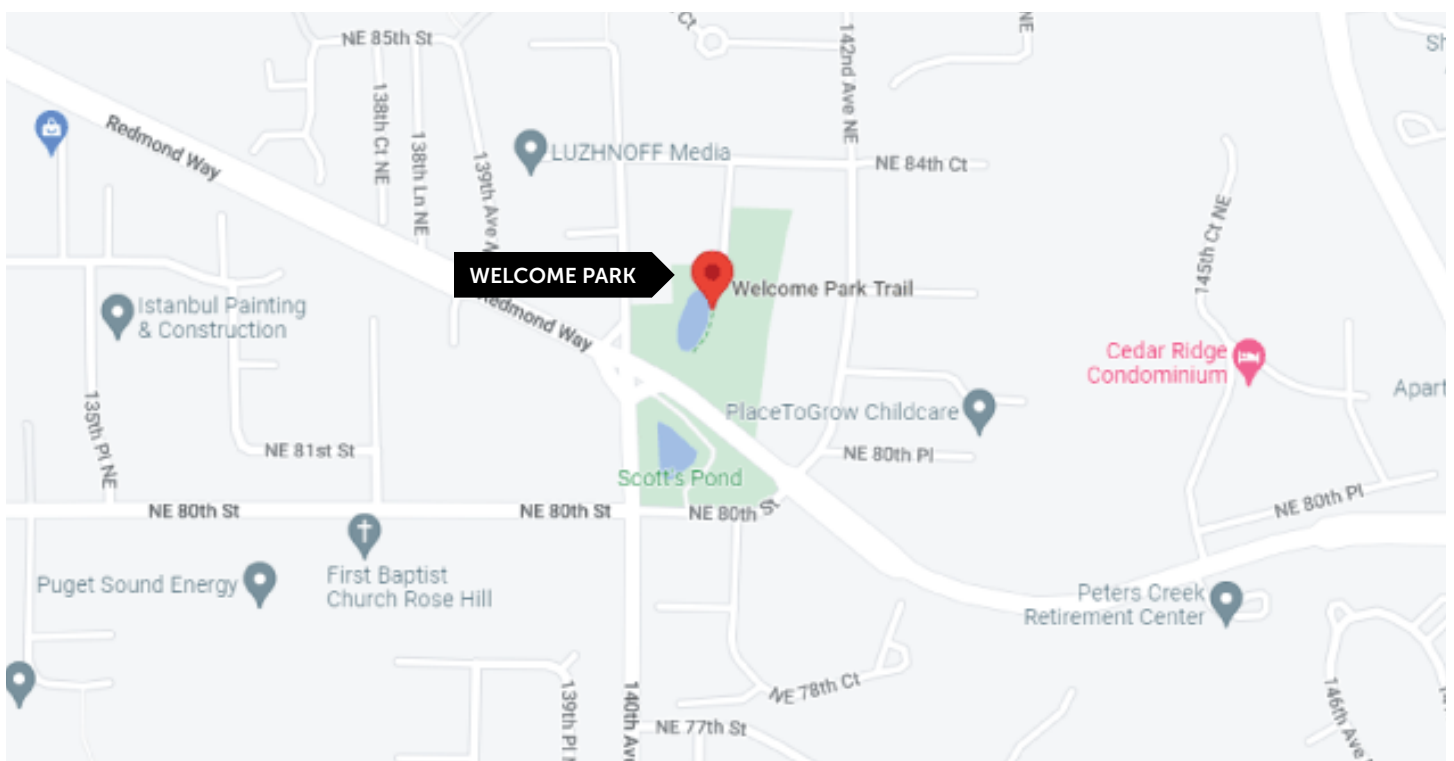 Ct
NE
NE 85th St
142nd Ave NE
Sh
138th Ct NE
Redmond Way
138th Ln NE
139th Ave N
LUZHNOFF Media
NE 84th Ct
145th Ct NE
WELCOME PARK
Welcome Park Trail
Redmond Way
Istanbul Painting
& Construction
Cedar Ridge
Condominium
Apart
135th Pl NE
PlaceToGrow Childcare
NE 81st St
NE 80th Pl
Scott's Pond
NE 80th Pl
NE 80th St
NE 80th St
NE 80th St
Puget Sound Energy
First Baptist
Church Rose Hill
Peters Creek
Retirement Center
NE 78th Ct
139th Pl N
140th Av
NE 77th St
146th Ave